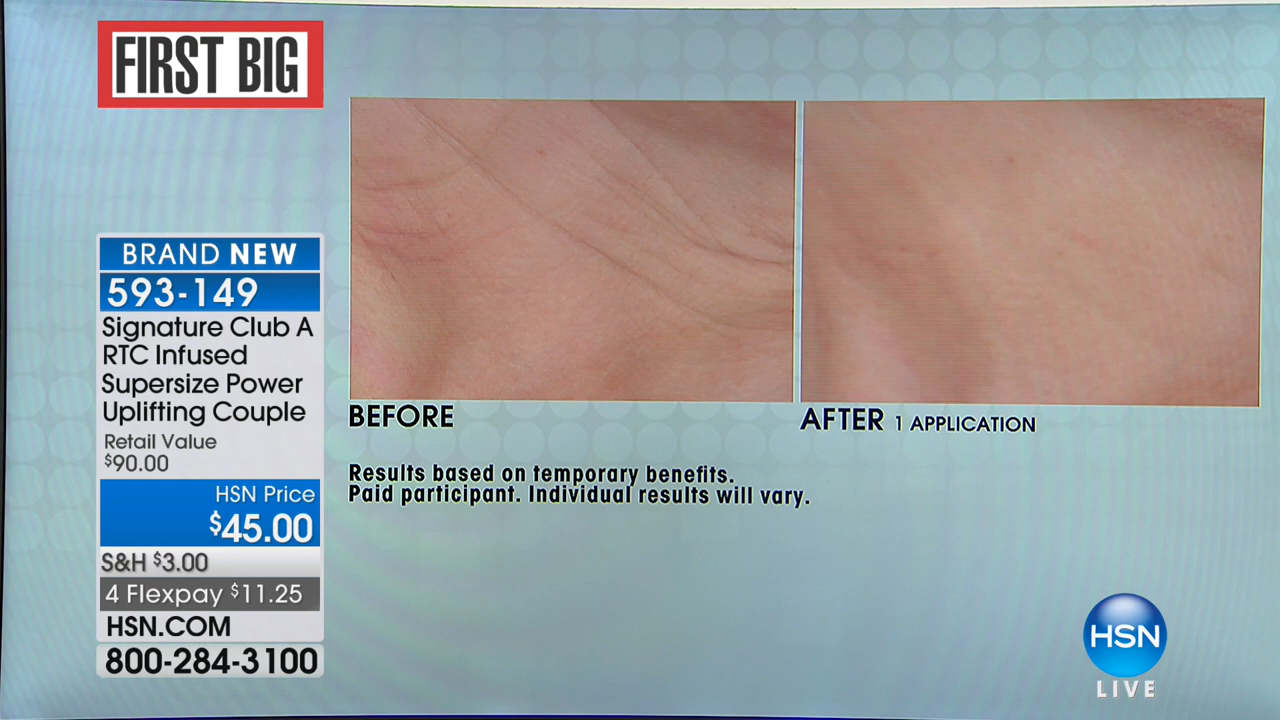 FIRST BIG
BRAND NEW
593-149
Signature Club A
RTC Infused
Supersize Power
Uplifting Couple
Retail Value
$90.00
HSN Price
$45.00
S&H $3.00
4 Flexpay $11.25
HSN.COM
800-284-3100
BEFORE
AFTER 1 APPLICATION
Results based on temporary benefits.
Paid participant. Individual results will vary.
HSN
LIVE